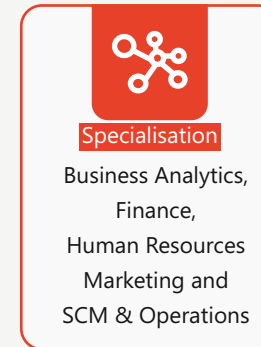 Specialisation
Business Analytics,
Finance,
Human Resources
Marketing and
SCM & Operations